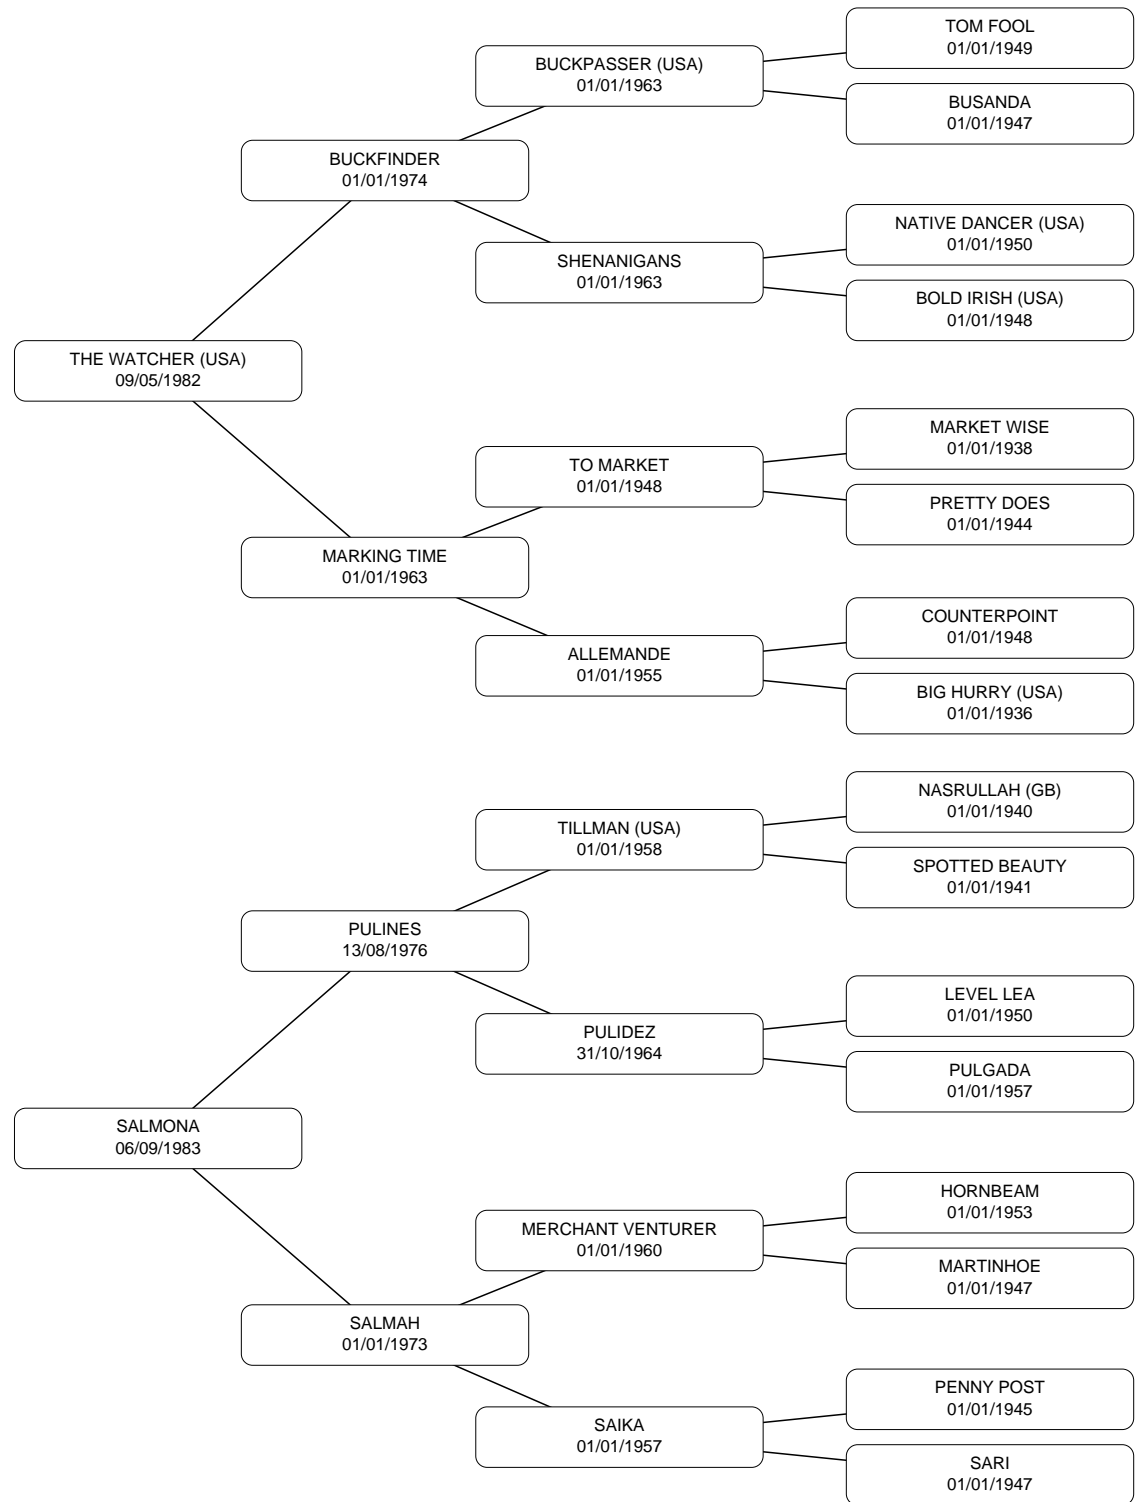 TOM FOOL
01/01/1949
BUCKPASSER (USA)
01/01/1963
BUSANDA
01/01/1947
BUCKFINDER
01/01/1974
NATIVE DANCER (USA)
01/01/1950
SHENANIGANS
01/01/1963
BOLD IRISH (USA)
01/01/1948
THE WATCHER (USA)
09/05/1982
MARKET WISE
01/01/1938
TO MARKET
01/01/1948
PRETTY DOES
01/01/1944
MARKING TIME
01/01/1963
COUNTERPOINT
01/01/1948
ALLEMANDE
01/01/1955
BIG HURRY (USA)
01/01/1936
NASRULLAH (GB)
01/01/1940
TILLMAN (USA)
01/01/1958
SPOTTED BEAUTY
01/01/1941
PULINES
13/08/1976
LEVEL LEA
01/01/1950
PULIDEZ
31/10/1964
PULGADA
01/01/1957
SALMONA
06/09/1983
HORNBEAM
01/01/1953
MERCHANT VENTURER
01/01/1960
MARTINHOE
01/01/1947
SALMAH
01/01/1973
PENNY POST
01/01/1945
SAIKA
01/01/1957
SARI
01/01/1947